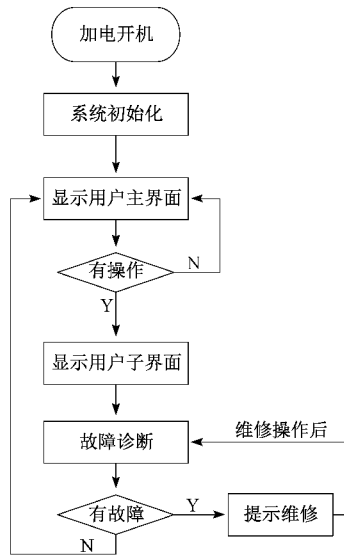 加电开机
系统初始化
显示用户主界面
有操作
N
Y
显示用户子界面
维修操作后
故障诊断
有故障
Y
提示维修
N